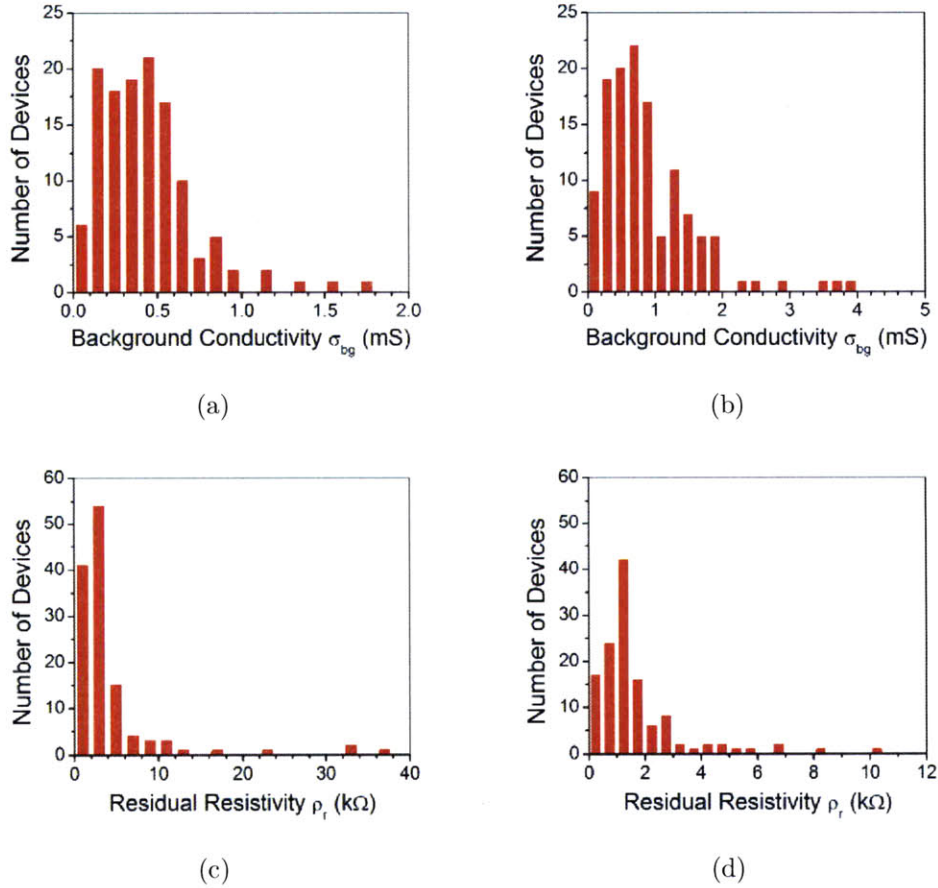 25
20
15
10
5
0
Number of Devices
0.0 0.5 1.0 1.5 2.0
Background Conductivity σbg (mS)
(a)
25
20
15
10
5
0
Number of Devices
0 1 2 3 4 5
Background Conductivity σbg (mS)
(b)
60
50
40
30
20
10
0
Number of Devices
0 10 20 30 40
Residual Resistivity ρr (kΩ)
(c)
60
50
40
30
20
10
0
Number of Devices
0 2 4 6 8 10 12
Residual Resistivity ρr (kΩ)
(d)